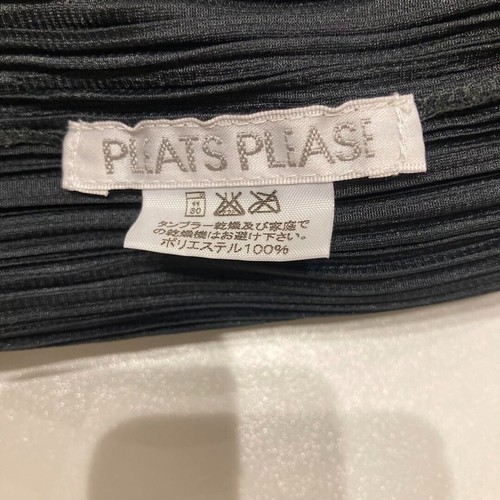 PLEATS PLEASE
タンブラー乾燥及び家庭で
の乾燥機はお避け下さい。
ポリエステル100%